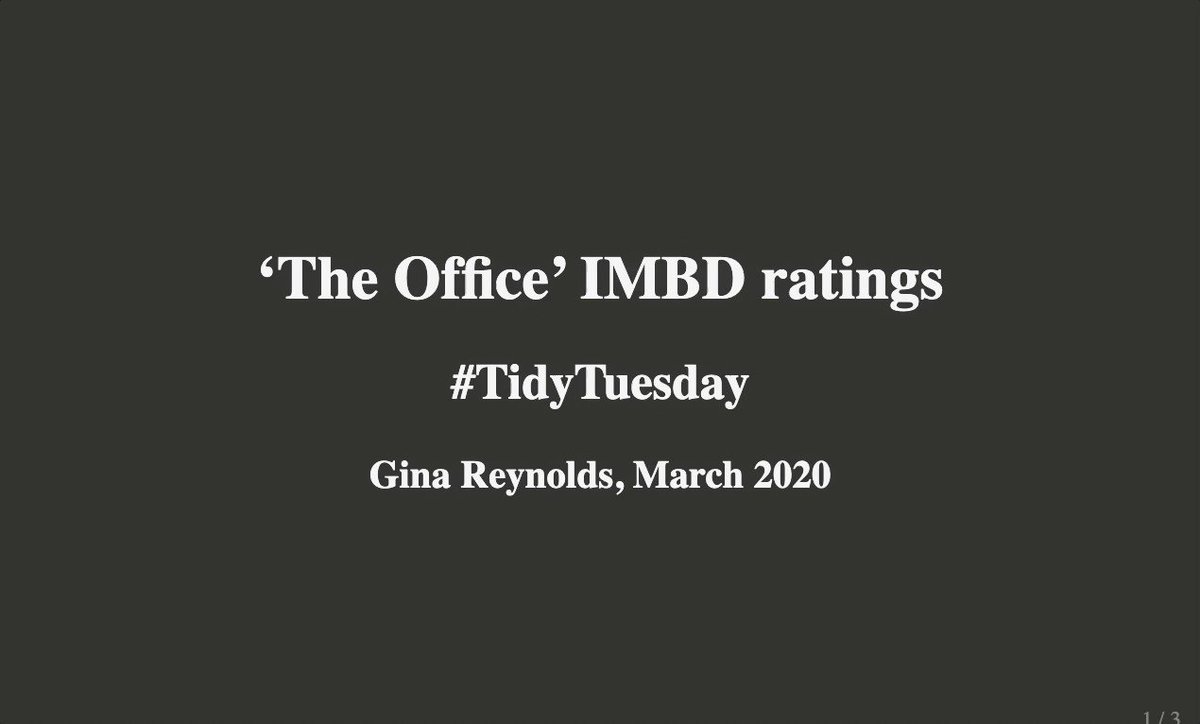 ‘The Office’ IMBD ratings
#TidyTuesday
Gina Reynolds, March 2020
1 / 3